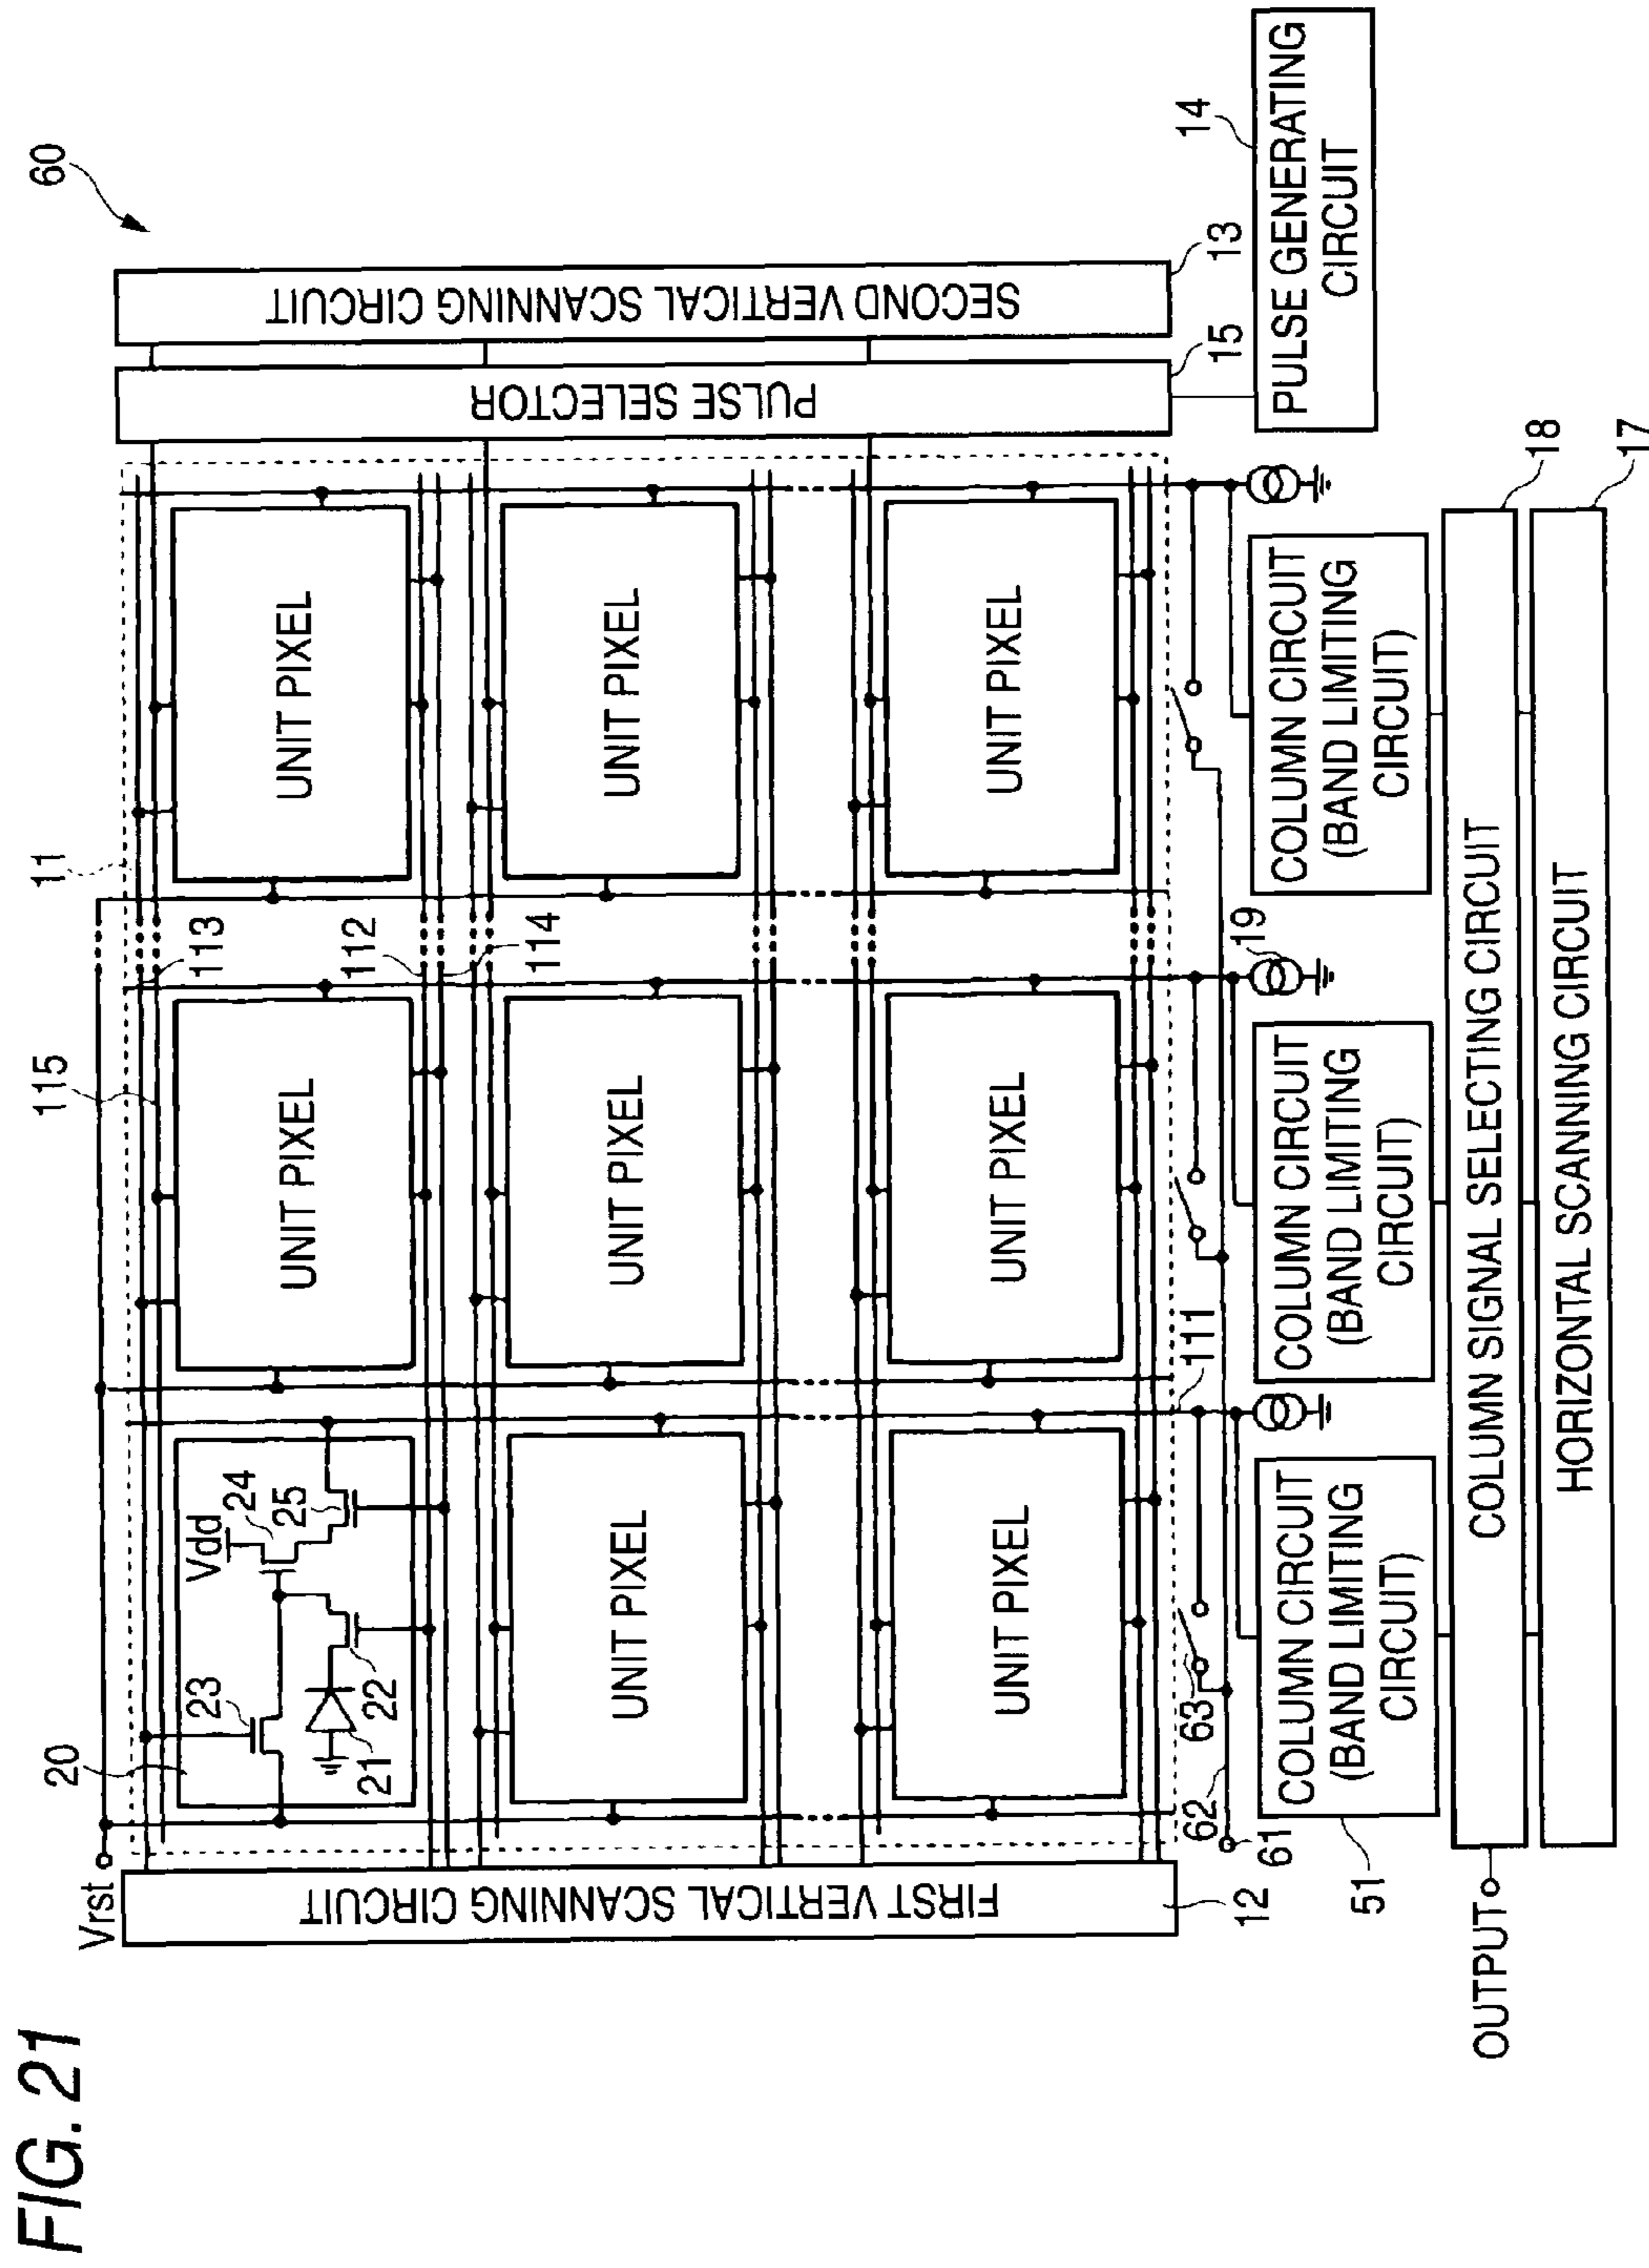 FIG. 21
60
Vrst
20
115
11
FIRST VERTICAL SCANNING CIRCUIT
12
23
Vdd
24
25
21
22
113
112
114
UNIT PIXEL
UNIT PIXEL
UNIT PIXEL
UNIT PIXEL
UNIT PIXEL
UNIT PIXEL
UNIT PIXEL
UNIT PIXEL
PULSE SELECTOR
15
SECOND VERTICAL SCANNING CIRCUIT
13
14
PULSE GENERATING
CIRCUIT
61
62
63
111
19
51
COLUMN CIRCUIT
(BAND LIMITING
CIRCUIT)
COLUMN CIRCUIT
(BAND LIMITING
CIRCUIT)
COLUMN CIRCUIT
(BAND LIMITING
CIRCUIT)
OUTPUT
COLUMN SIGNAL SELECTING CIRCUIT
18
HORIZONTAL SCANNING CIRCUIT
17